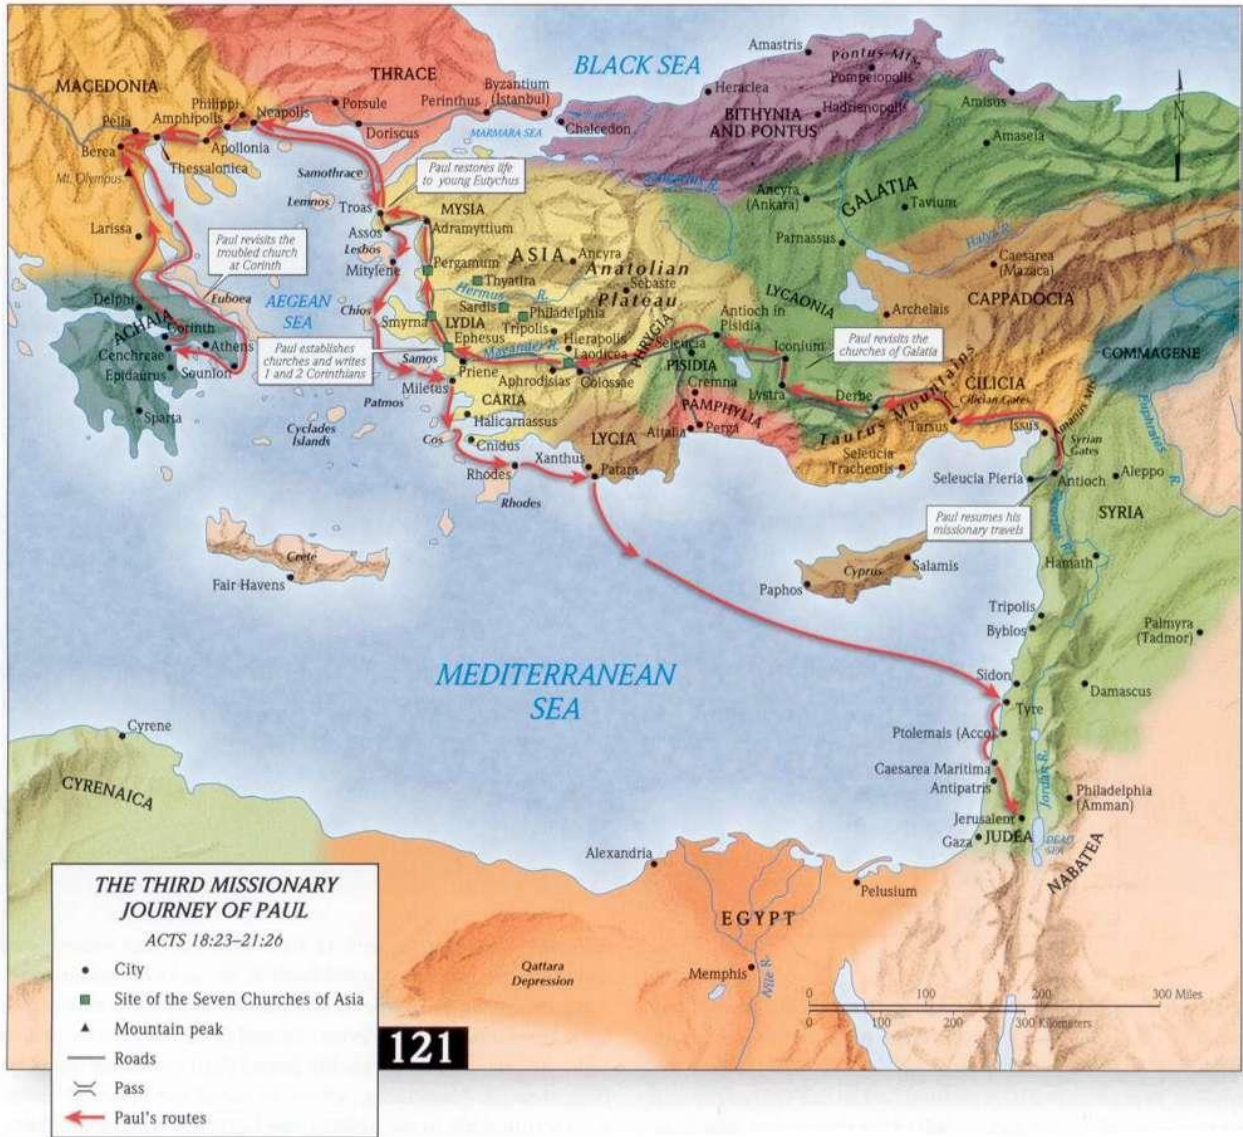 BLACK SEA
Amastris
Pontus Mts.
Pompeiopolis
MACEDONIA
THRACE
Byzantium
(Istanbul)
Heraclea
Hadrienopolis
Amisus
Philippi
Neapolis
Porsule
Perinthus
BITHYNIA
AND PONTUS
Pella
Amphipolis
Doriscus
MARMARA SEA
Chalcedon
Amaseia
Berea
Apollonia
Thessalonica
Mt. Olympus
Samothrace
Paul restores life
to young Eutychus
Ancyra
(Ankara)
GALATIA
Tavium
Lemnos
Troas
MYSIA
Larissa
Assos
Adramyttium
Parnassus
Halys R.
Paul revisits the
troubled church
at Corinth
Lesbos
Mitylene
Pergamum
ASIA
Ancyra
Anatolian
Plateau
Sebaste
Caesarea
(Mazaca)
Thyatira
Hermus
R.
LYCAONIA
CAPPADOCIA
Delphi
Euboea
AEGEAN
SEA
Chios
Smyrna
LYDIA
Sardis
Philadelphia
Tripolis
Antioch in
Pisidia
Archelais
ACHAIA
Corinth
Ephesus
Hierapolis
PHRIGIA
Paul revisits the
churches of Galatia
Cenchreae
Athens
Paul establishes
churches and writes
1 and 2 Corinthians
Samos
Maeander R.
Laodicea
Seleucia
Iconium
COMMAGENE
Epidaurus
Sounion
Priene
Colossae
PISIDIA
Miletus
Aphrodisias
Cremna
Lystra
Derbe
CILICIA
Cilician Gates
Taurus Mountains
Amanus Mts.
Euphrates
R.
Patmos
CARIA
PAMPHYLIA
Tarsus
Issus
Sparta
Halicarnassus
Cyclades
Islands
Cos
LYCIA
Attalia
Perga
Syrian
Gates
Cnidus
Xanthus
Seleucia
Tracheotis
Rhodes
Patara
Seleucia Pieria
Antioch
Aleppo
Rhodes
Paul resumes his
missionary travels
SYRIA
Crete
Cyprus
Salamis
Hamath
Fair Havens
Paphos
Tripolis
Byblos
Palmyra
(Tadmor)
MEDITERRANEAN
SEA
Sidon
Damascus
Tyre
Cyrene
Ptolemais (Acco)
CYRENAICA
Caesarea Maritima
Antipatris
Jordan R.
Philadelphia
(Amman)
Jerusalem
JUDEA
Gaza
DEAD
SEA
NABATEA
Alexandria
Pelusium
EGYPT
Qattara
Depression
Memphis
Nile R.
0 100 200 300 Miles
0 100 200 300 Kilometers
THE THIRD MISSIONARY
JOURNEY OF PAUL
ACTS 18:23–21:26
City
Site of the Seven Churches of Asia
Mountain peak
Roads
Pass
Paul's routes
121
N